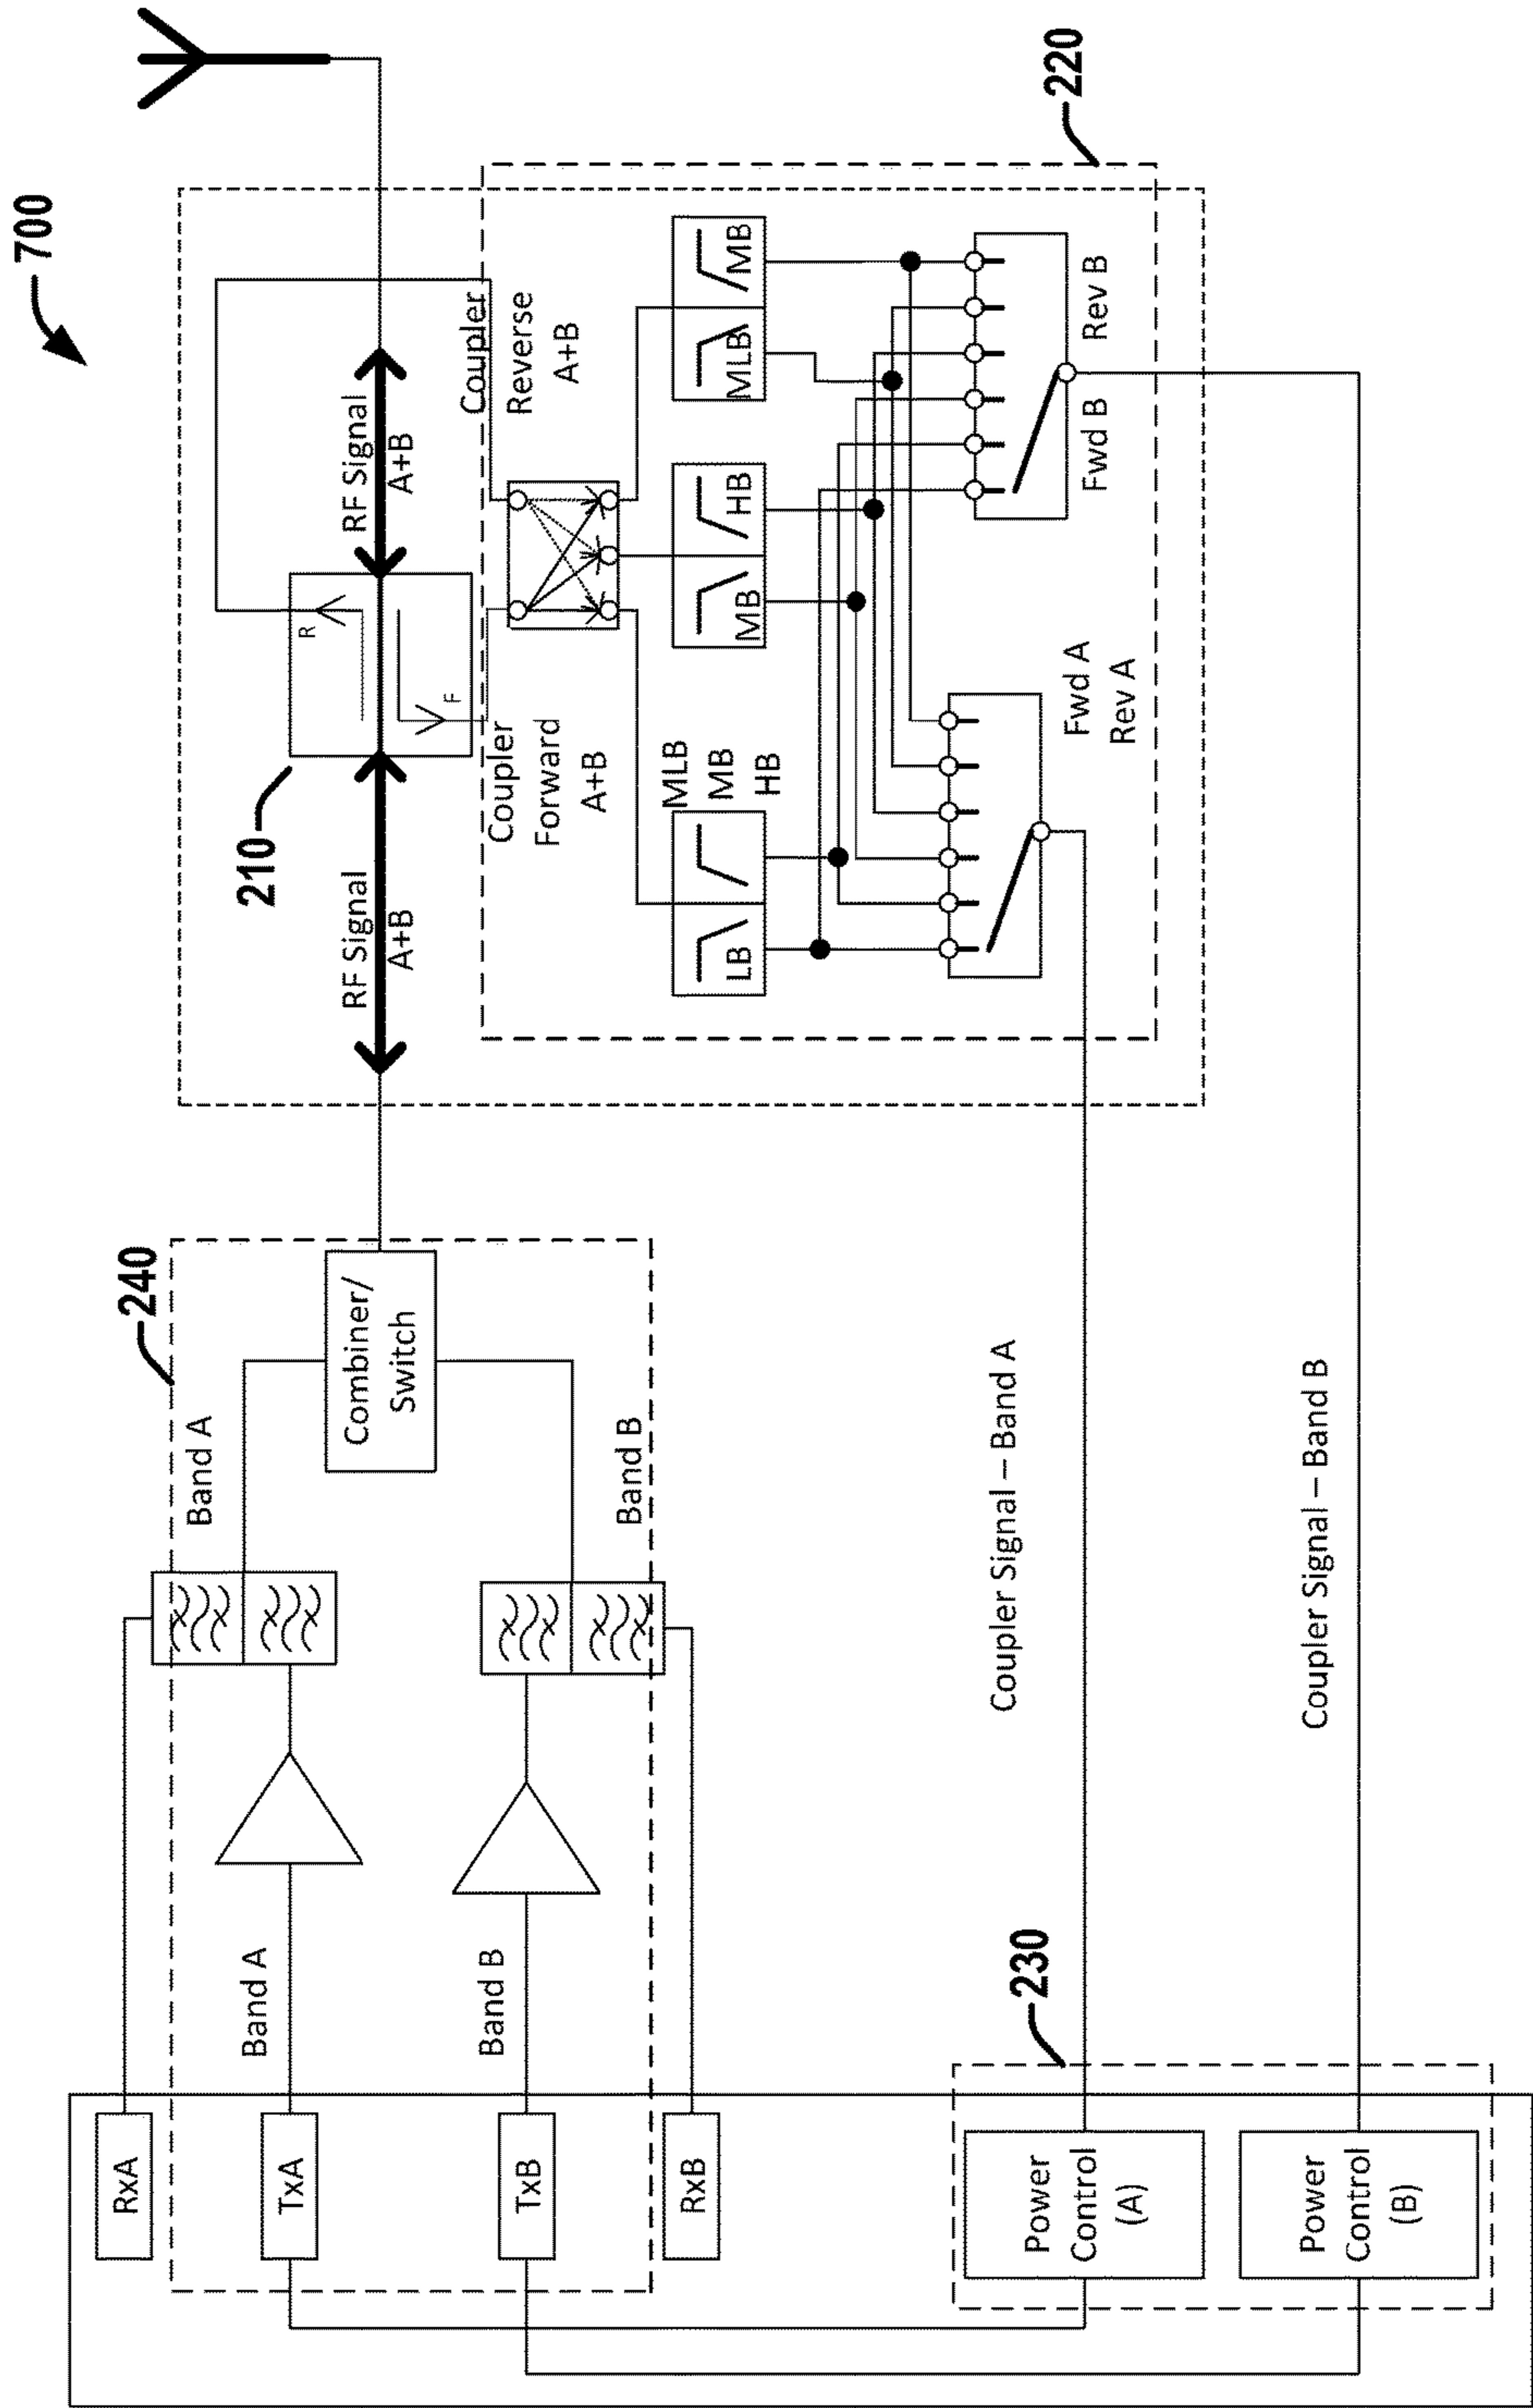 700
240
210
220
230
RxA
TxA
TxB
RxB
Band A
Band B
Band A
Band B
Combiner/
Switch
RF Signal
A+B
RF Signal
A+B
R
F
Coupler
Forward
A+B
Coupler
Reverse
A+B
LB
MLB
MB
HB
MB
HB
MLB
MB
Fwd A
Rev A
Fwd B
Rev B
Coupler Signal – Band A
Coupler Signal – Band B
Power
Control
(A)
Power
Control
(B)